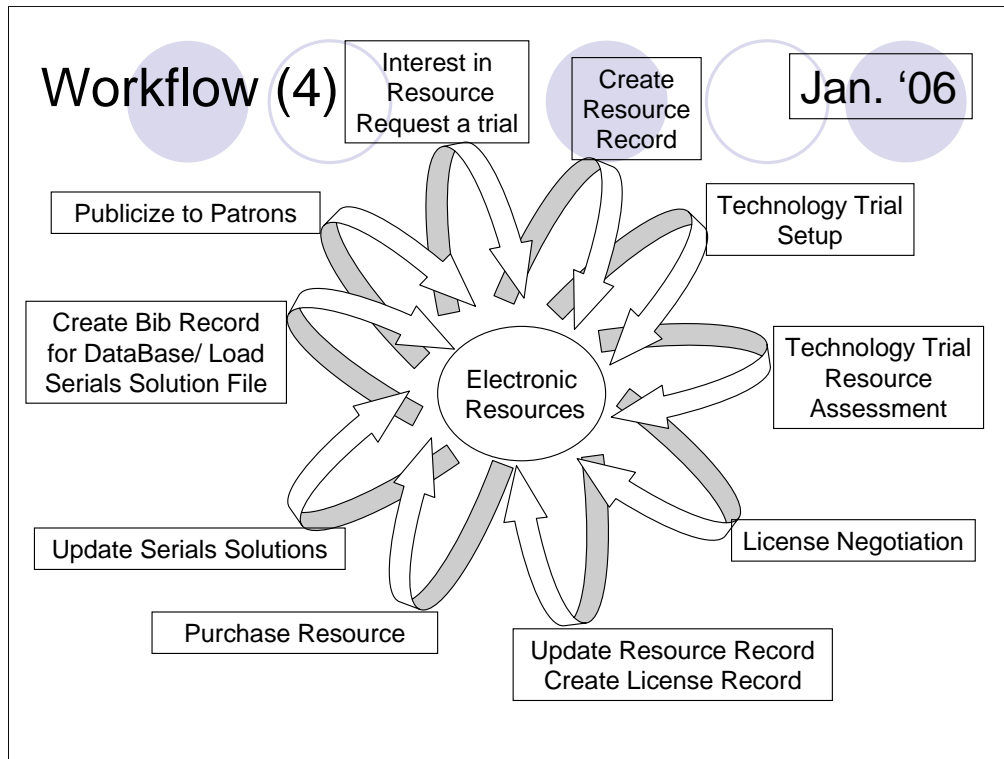 Workflow (4)
Jan. ‘06
Interest in
Resource
Request a trial
Create
Resource
Record
Technology Trial
Setup
Technology Trial
Resource
Assessment
License Negotiation
Update Resource Record
Create License Record
Purchase Resource
Update Serials Solutions
Create Bib Record
for DataBase/ Load
Serials Solution File
Publicize to Patrons
Electronic
Resources